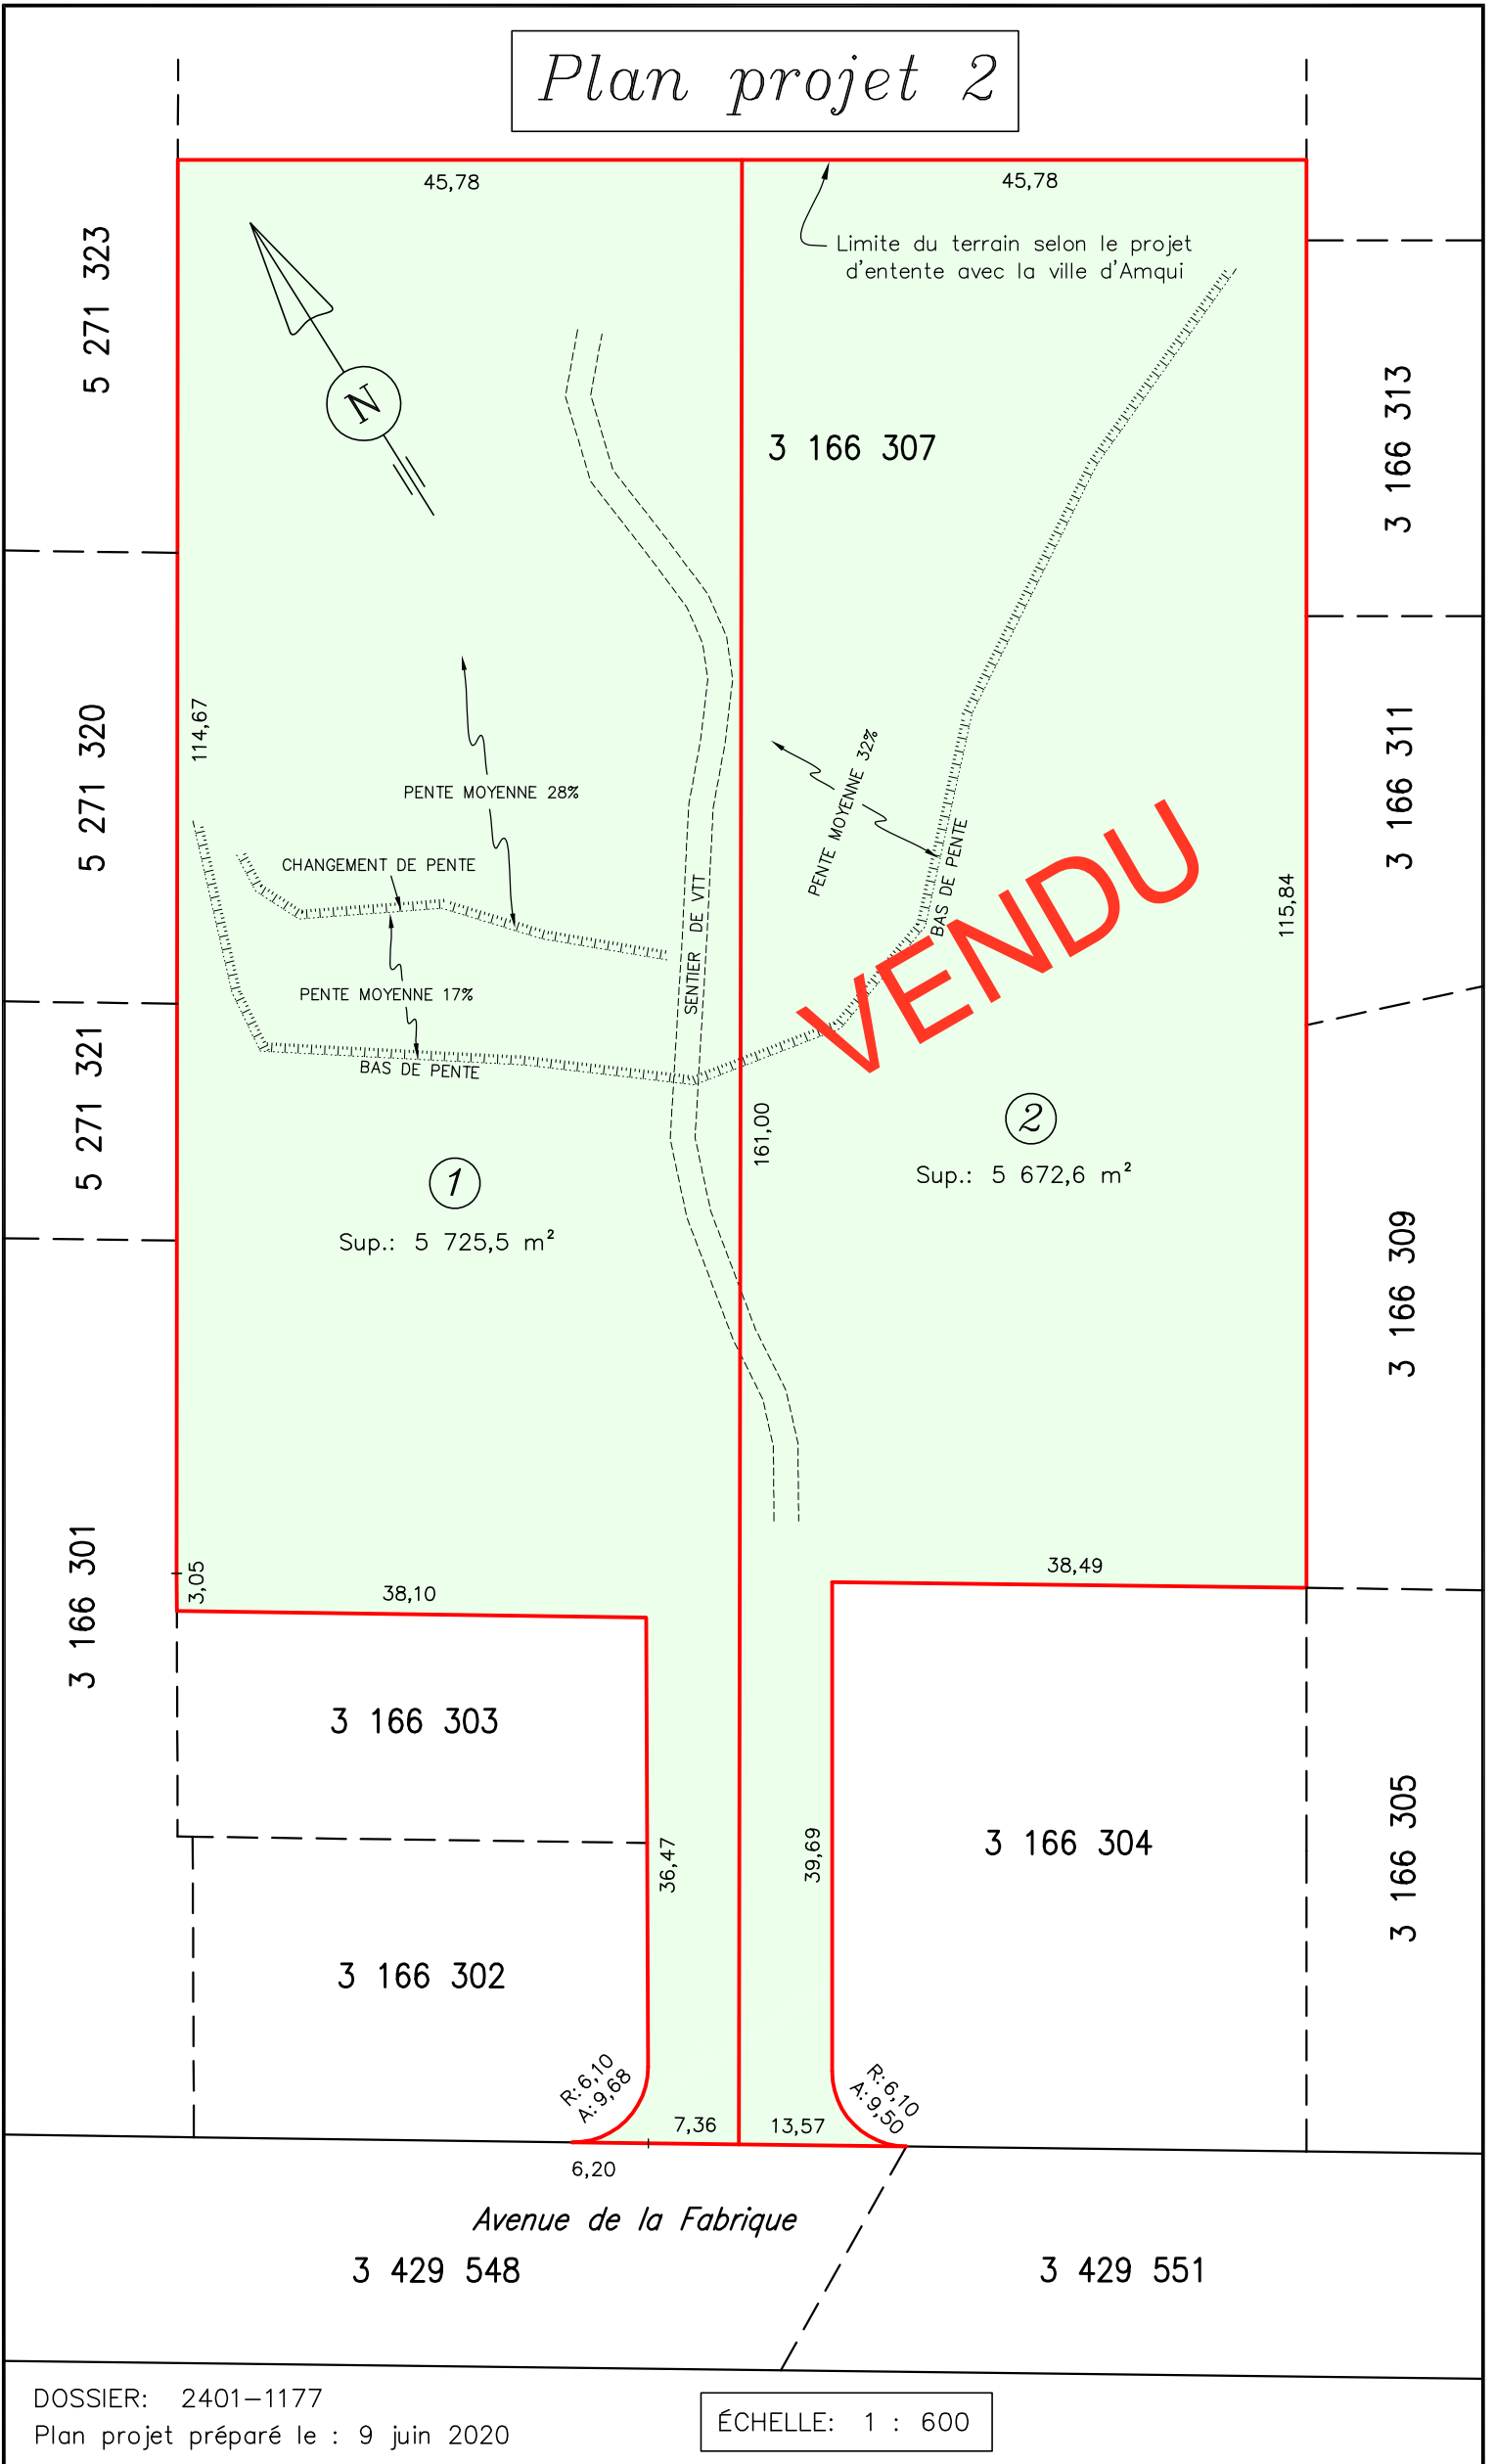 Plan projet 2
45,78
45,78
Limite du terrain selon le projet
d'entente avec la ville d'Amqui
5 271 323
N
3 166 307
3 166 313
5 271 320
114,67
PENTE MOYENNE 28%
PENTE MOYENNE 32%
3 166 311
CHANGEMENT DE PENTE
BAS DE PENTE
SENTIER DE VTT
VENDU
115,84
PENTE MOYENNE 17%
BAS DE PENTE
5 271 321
161,00
2
Sup.: 5 672,6 m²
1
Sup.: 5 725,5 m²
3 166 309
3 166 301
3,05
38,10
38,49
3 166 303
36,47
39,69
3 166 304
3 166 305
3 166 302
R:6,10
A:9,68
R:6,10
A:9,50
7,36
13,57
6,20
Avenue de la Fabrique
3 429 548
3 429 551
DOSSIER: 2401-1177
Plan projet préparé le : 9 juin 2020
ÉCHELLE: 1 : 600